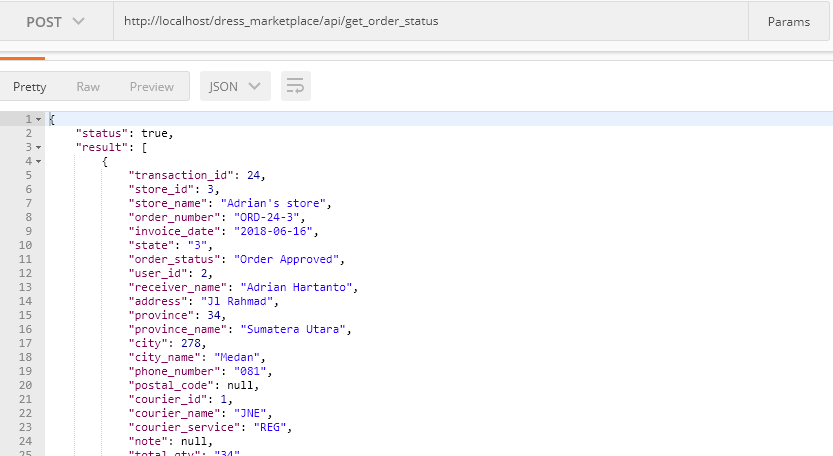 POST http://localhost/dress_marketplace/api/get_order_status Params
Pretty Raw Preview JSON
1 {
2 "status": true,
3 "result": [
4 {
5 "transaction_id": 24,
6 "store_id": 3,
7 "store_name": "Adrian's store",
8 "order_number": "ORD-24-3",
9 "invoice_date": "2018-06-16",
10 "state": "3",
11 "order_status": "Order Approved",
12 "user_id": 2,
13 "receiver_name": "Adrian Hartanto",
14 "address": "Jl Rahmad",
15 "province": 34,
16 "province_name": "Sumatera Utara",
17 "city": 278,
18 "city_name": "Medan",
19 "phone_number": "081",
20 "postal_code": null,
21 "courier_id": 1,
22 "courier_name": "JNE",
23 "courier_service": "REG",
24 "note": null,
25 "total_qty": "34"